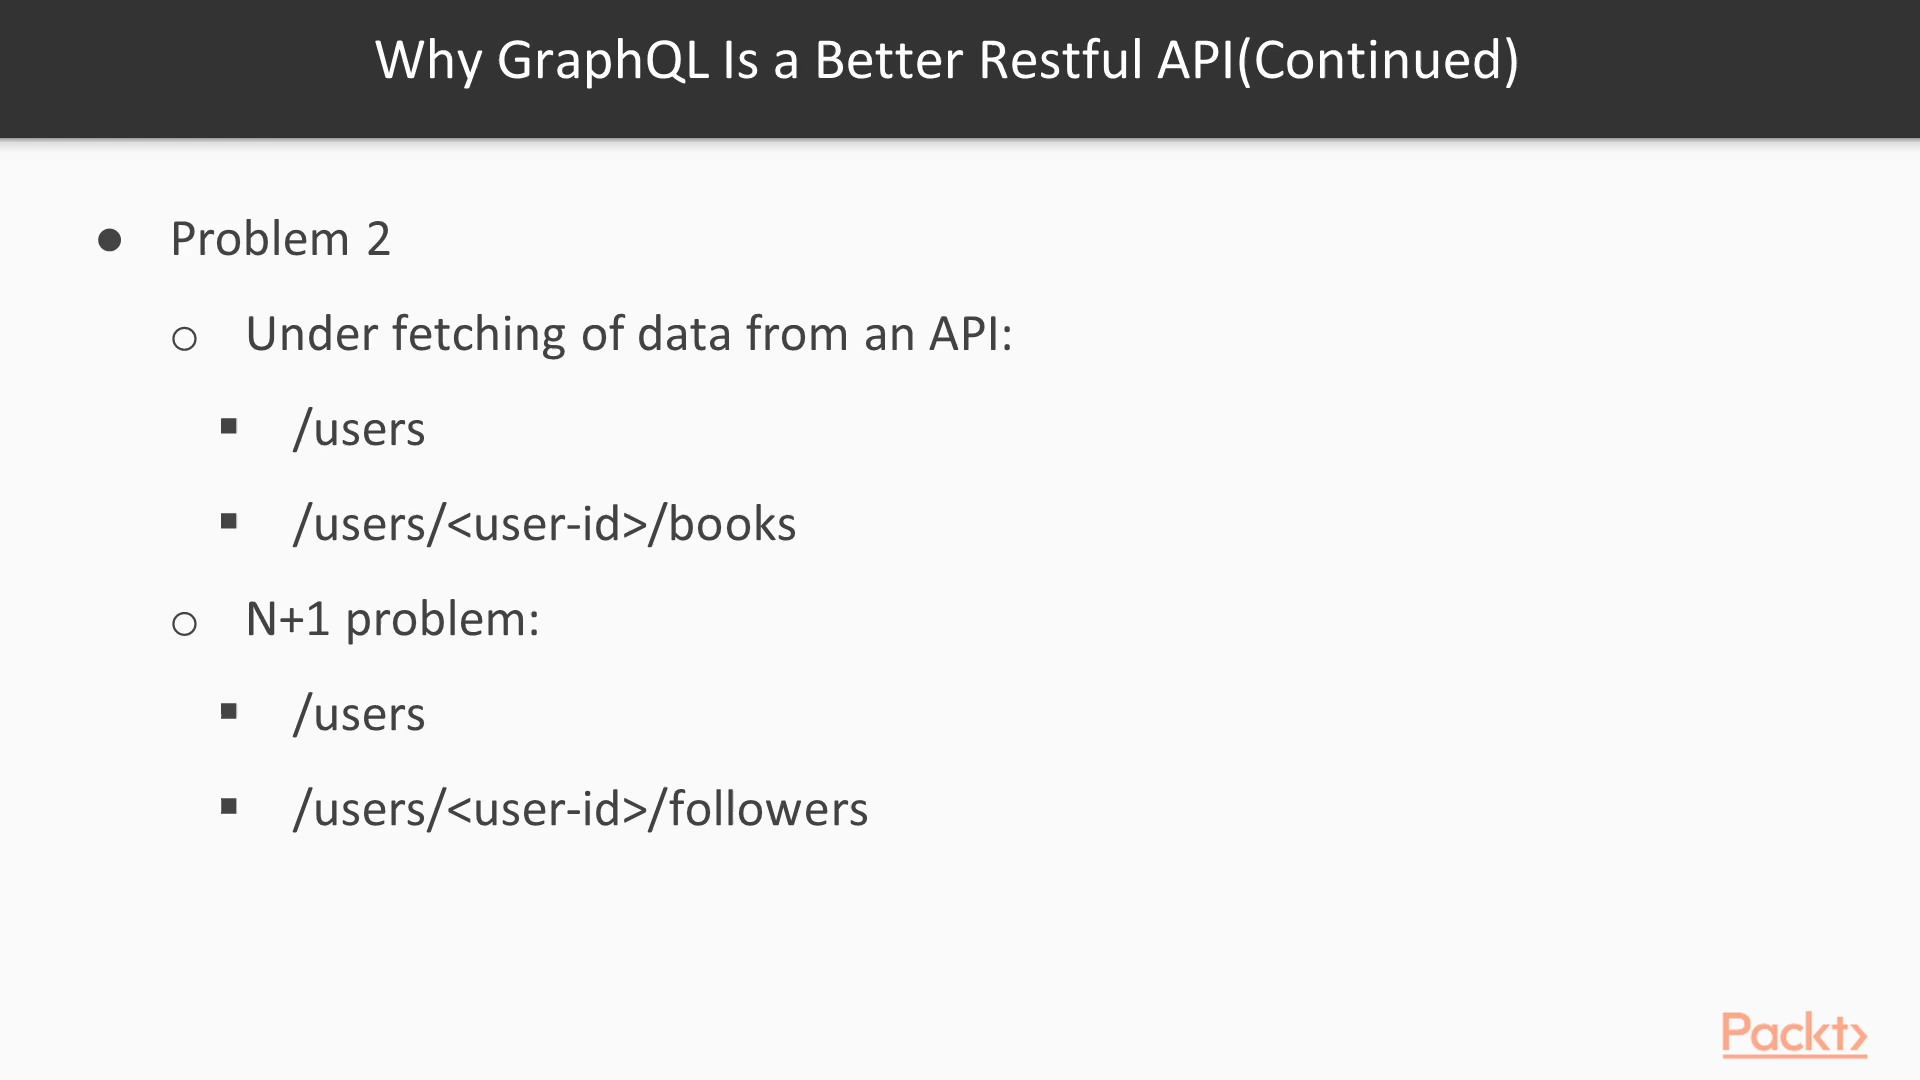 Why GraphQL Is a Better Restful API(Continued)
● Problem 2
○ Under fetching of data from an API:
▪ /users
▪ /users/<user-id>/books
○ N+1 problem:
▪ /users
▪ /users/<user-id>/followers
Packt>